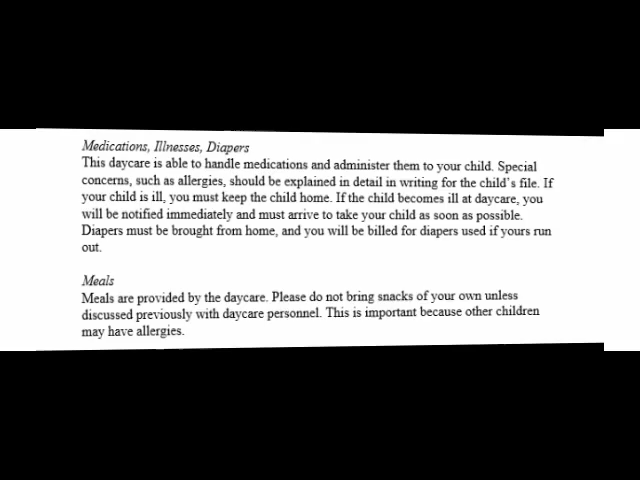 Medications, Illnesses, Diapers
This daycare is able to handle medications and administer them to your child. Special
concerns, such as allergies, should be explained in detail in writing for the child's file. If
your child is ill, you must keep the child home. If the child becomes ill at daycare, you
will be notified immediately and must arrive to take your child as soon as possible.
Diapers must be brought from home, and you will be billed for diapers used if yours run
out.
Meals
Meals are provided by the daycare. Please do not bring snacks of your own unless
discussed previously with daycare personnel. This is important because other children
may have allergies.